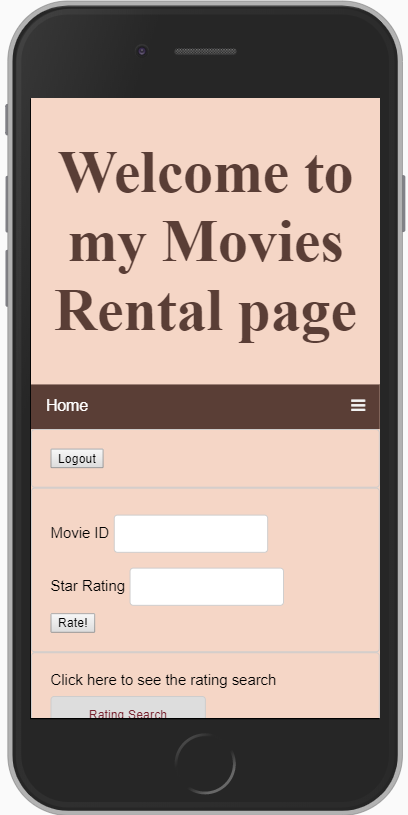 Welcome to
my Movies
Rental page
Home
Logout
Movie ID
Star Rating
Rate!
Click here to see the rating search
Rating Search